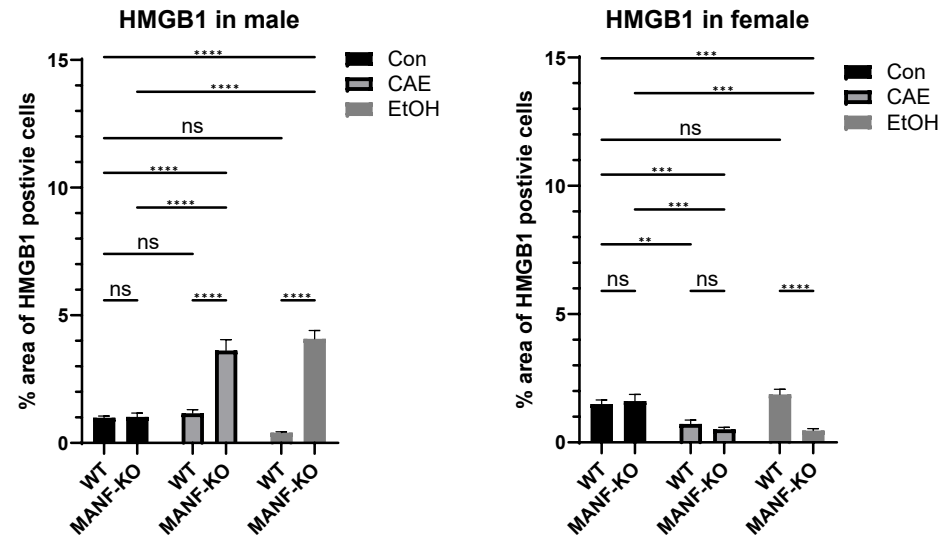 HMGB1 in male
% area of HMGB1 postivie cells
15
10
5
0
****
****
ns
****
****
ns
ns
****
****
Con
CAE
EtOH
WT
MANF-KO
WT
MANF-KO
WT
MANF-KO
HMGB1 in female
% area of HMGB1 postivie cells
15
10
5
0
***
***
ns
***
***
**
ns
ns
****
Con
CAE
EtOH
WT
MANF-KO
WT
MANF-KO
WT
MANF-KO